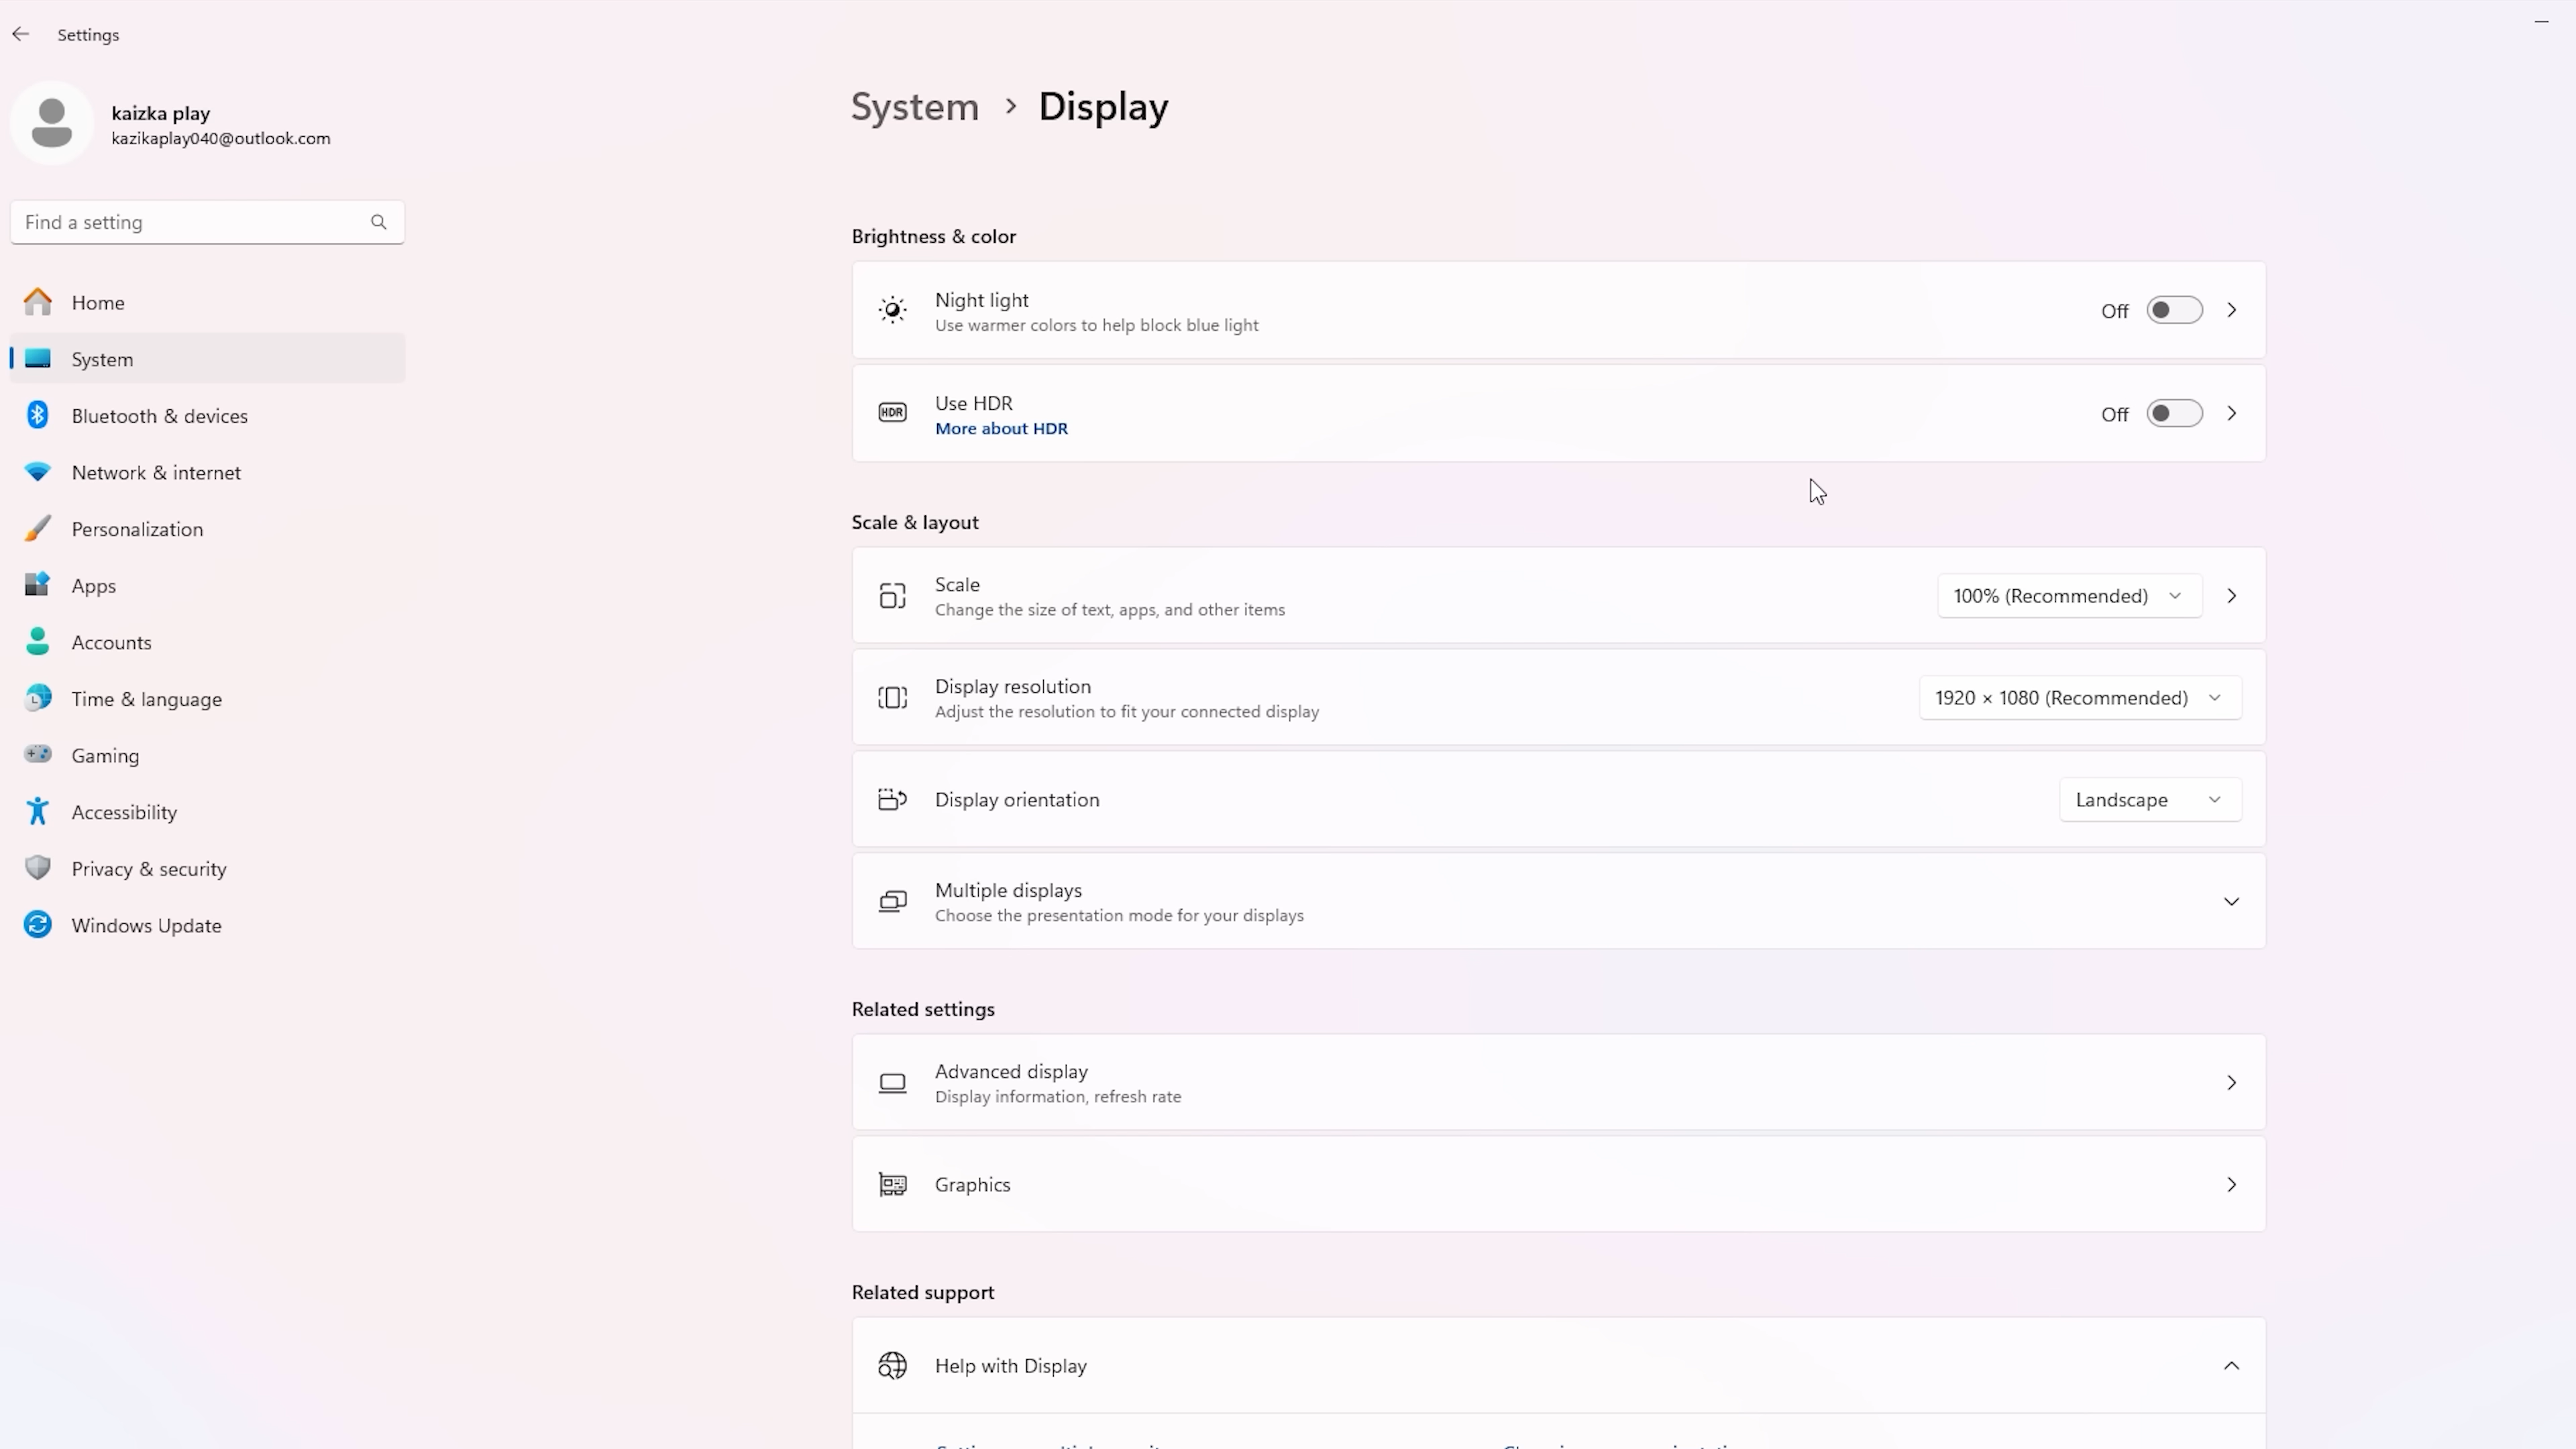 Settings
kaizka play
kazikaplay040@outlook.com
Find a setting
Home
System
Bluetooth & devices
Network & internet
Personalization
Apps
Accounts
Time & language
Gaming
Accessibility
Privacy & security
Windows Update
System › Display
Brightness & color
Night light
Use warmer colors to help block blue light
Off
HDR
Use HDR
More about HDR
Off
Scale & layout
Scale
Change the size of text, apps, and other items
100% (Recommended)
Display resolution
Adjust the resolution to fit your connected display
1920 × 1080 (Recommended)
Display orientation
Landscape
Multiple displays
Choose the presentation mode for your displays
Related settings
Advanced display
Display information, refresh rate
Graphics
Related support
Help with Display